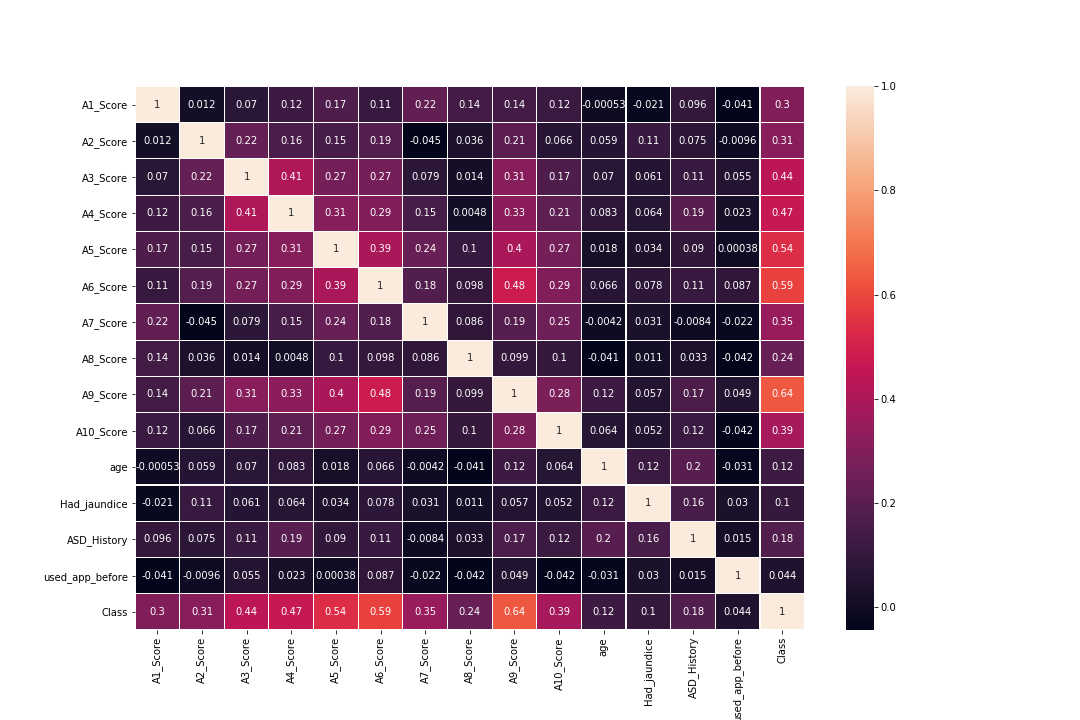 A1_Score 1 0.012 0.07 0.12 0.17 0.11 0.22 0.14 0.14 0.12 -0.00053 -0.021 0.096 -0.041 0.3
A2_Score 0.012 1 0.22 0.16 0.15 0.19 -0.045 0.036 0.21 0.066 0.059 0.11 0.075 -0.0096 0.31
A3_Score 0.07 0.22 1 0.41 0.27 0.27 0.079 0.014 0.31 0.17 0.07 0.061 0.11 0.055 0.44
A4_Score 0.12 0.16 0.41 1 0.31 0.29 0.15 0.0048 0.33 0.21 0.083 0.064 0.19 0.023 0.47
A5_Score 0.17 0.15 0.27 0.31 1 0.39 0.24 0.1 0.4 0.27 0.018 0.034 0.09 0.00038 0.54
A6_Score 0.11 0.19 0.27 0.29 0.39 1 0.18 0.098 0.48 0.29 0.066 0.078 0.11 0.087 0.59
A7_Score 0.22 -0.045 0.079 0.15 0.24 0.18 1 0.086 0.19 0.25 -0.0042 0.031 -0.0084 -0.022 0.35
A8_Score 0.14 0.036 0.014 0.0048 0.1 0.098 0.086 1 0.099 0.1 -0.041 0.011 0.033 -0.042 0.24
A9_Score 0.14 0.21 0.31 0.33 0.4 0.48 0.19 0.099 1 0.28 0.12 0.057 0.17 0.049 0.64
A10_Score 0.12 0.066 0.17 0.21 0.27 0.29 0.25 0.1 0.28 1 0.064 0.052 0.12 -0.042 0.39
age -0.00053 0.059 0.07 0.083 0.018 0.066 -0.0042 -0.041 0.12 0.064 1 0.12 0.2 -0.031 0.12
Had_jaundice -0.021 0.11 0.061 0.064 0.034 0.078 0.031 0.011 0.057 0.052 0.12 1 0.16 0.03 0.1
ASD_History 0.096 0.075 0.11 0.19 0.09 0.11 -0.0084 0.033 0.17 0.12 0.2 0.16 1 0.015 0.18
used_app_before -0.041 -0.0096 0.055 0.023 0.00038 0.087 -0.022 -0.042 0.049 -0.042 -0.031 0.03 0.015 1 0.044
Class 0.3 0.31 0.44 0.47 0.54 0.59 0.35 0.24 0.64 0.39 0.12 0.1 0.18 0.044 1
A1_Score
A2_Score
A3_Score
A4_Score
A5_Score
A6_Score
A7_Score
A8_Score
A9_Score
A10_Score
age
Had_jaundice
ASD_History
used_app_before
Class
1.0
0.8
0.6
0.4
0.2
0.0